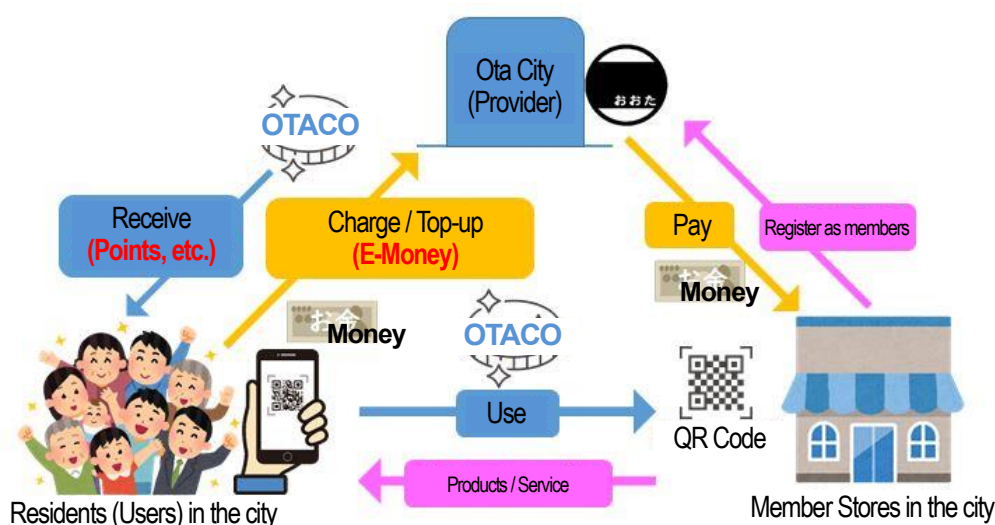 Ota City
(Provider)
おおた
OTACO
Receive
(Points, etc.)
Charge / Top-up
(E-Money)
Pay
Register as members
お金
Money
お金
Money
OTACO
Use
QR Code
Products / Service
Residents (Users) in the city
Member Stores in the city